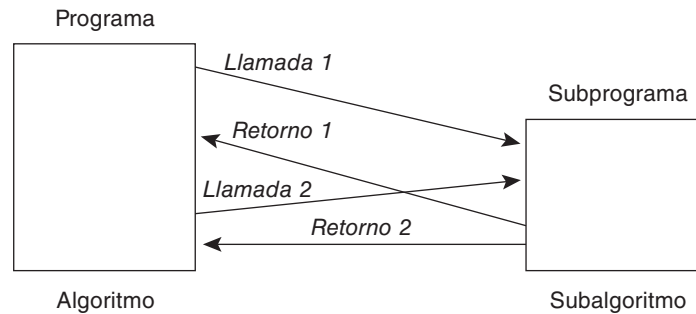 Programa
Llamada 1
Subprograma
Retorno 1
Llamada 2
Retorno 2
Algoritmo
Subalgoritmo